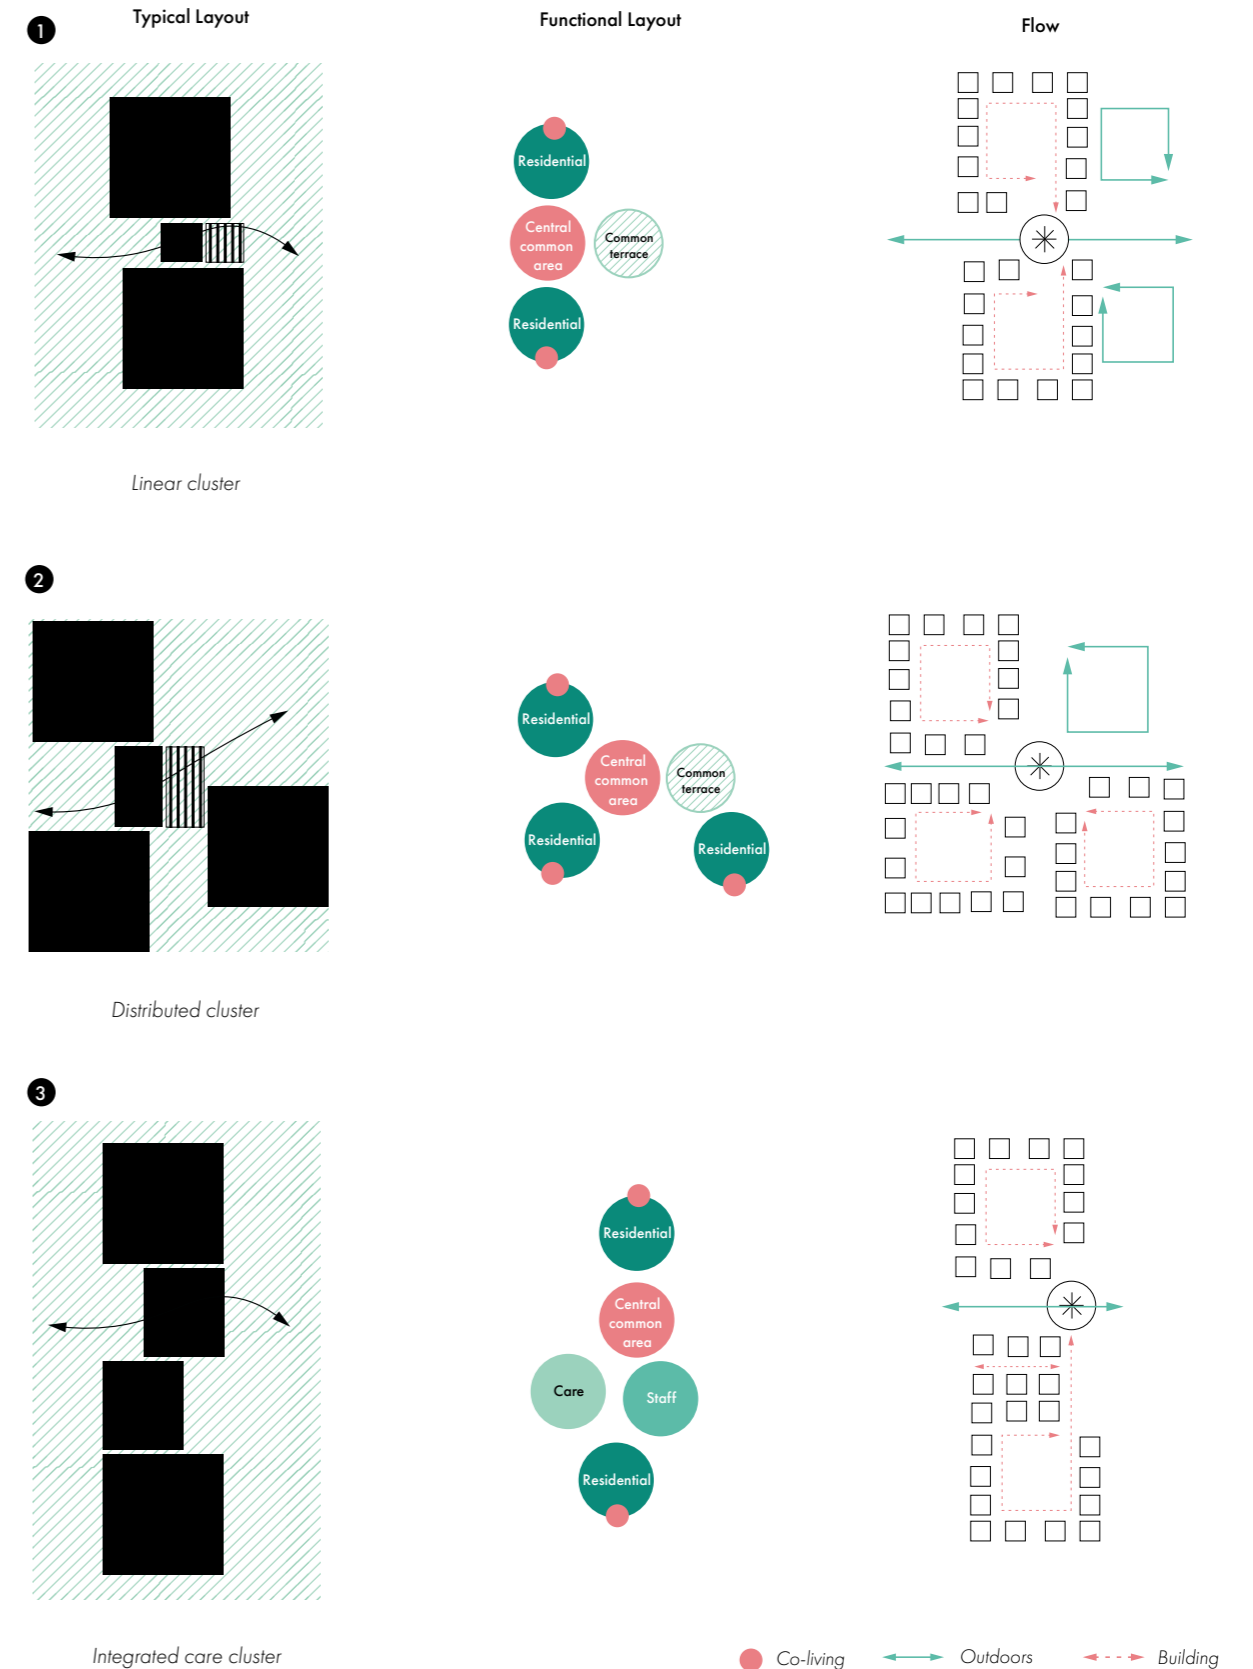 Typical Layout
Functional Layout
Flow
1
Residential
Central
common
area
Common
terrace
Residential
Linear cluster
2
Residential
Central
common
area
Common
terrace
Residential
Residential
Distributed cluster
3
Residential
Central
common
area
Care
Staff
Residential
Integrated care cluster
Co-living
Outdoors
Building